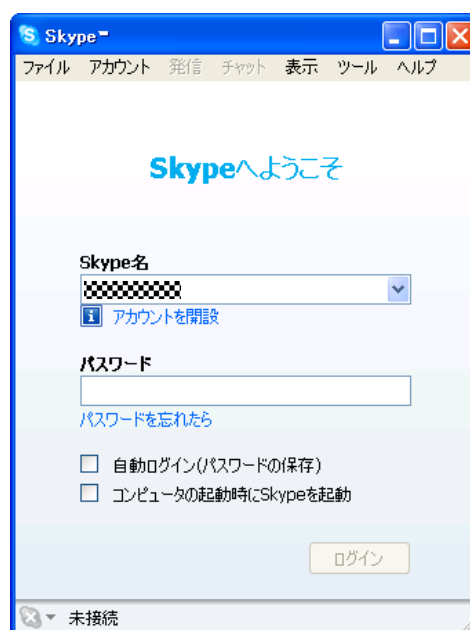 Skype™
ファイル アカウント 発信 チャット 表示 ツール ヘルプ
Skypeへようこそ
Skype名
アカウントを開設
パスワード
パスワードを忘れたら
自動ログイン(パスワードの保存)
コンピュータの起動時にSkypeを起動
ログイン
未接続